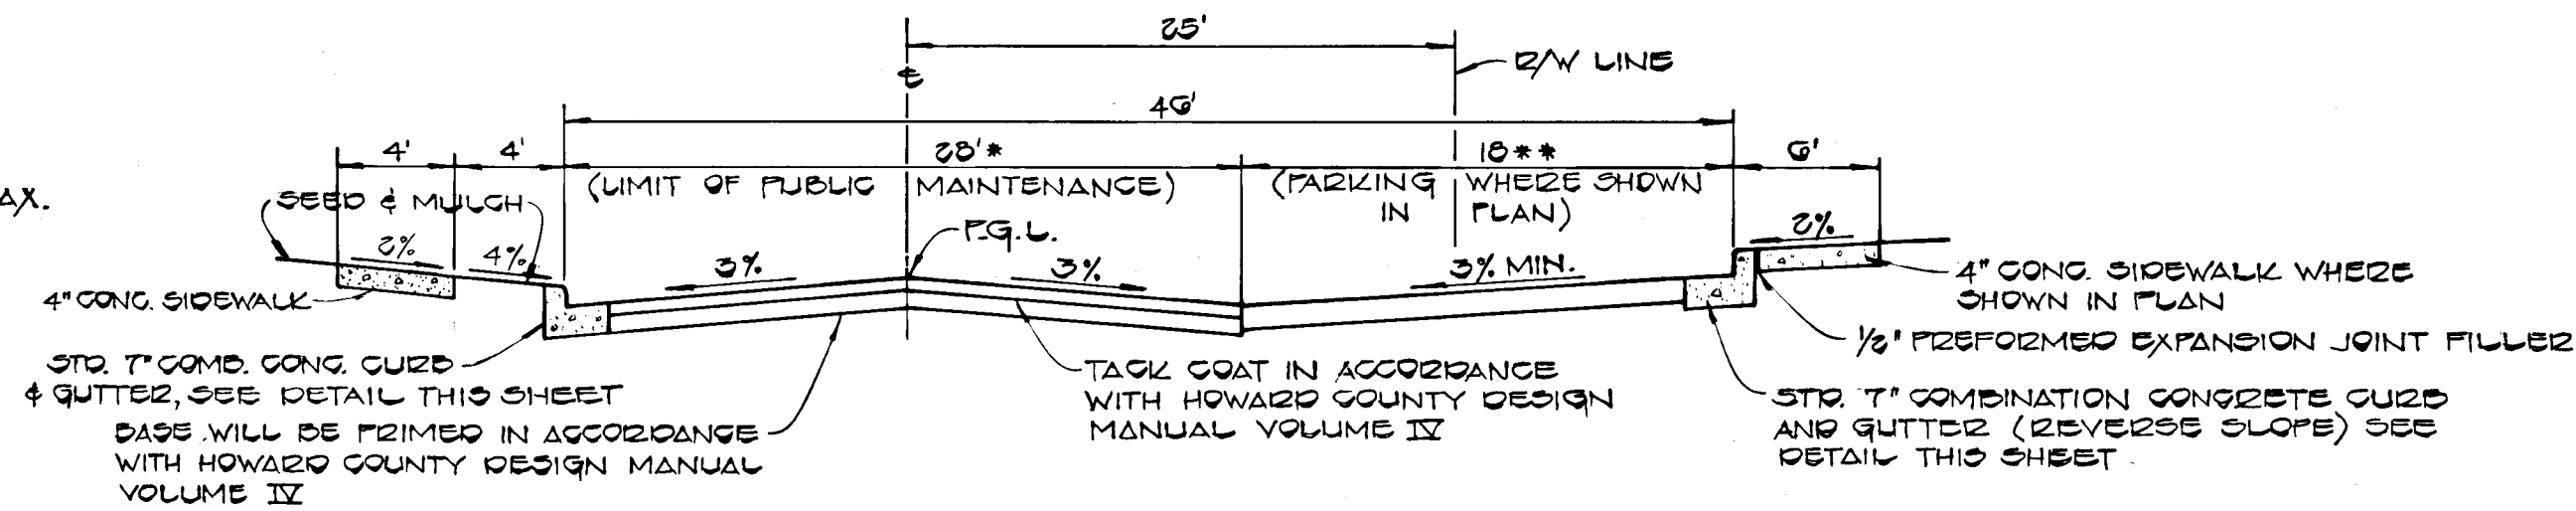 25'
℄
R/W LINE
46'
4'
4'
28'*
18**
6'
(LIMIT OF PUBLIC MAINTENANCE)
(PARKING WHERE SHOWN
IN PLAN)
AX.
SEED & MULCH
P.G.L.
2%
4%
3%
3%
3% MIN.
2%
4" CONC. SIDEWALK
4" CONC. SIDEWALK WHERE
SHOWN IN PLAN
1/2" PREFORMED EXPANSION JOINT FILLER
STD. 7" COMB. CONC. CURB
& GUTTER, SEE DETAIL THIS SHEET
BASE WILL BE PRIMED IN ACCORDANCE
WITH HOWARD COUNTY DESIGN MANUAL
VOLUME IV
TACK COAT IN ACCORDANCE
WITH HOWARD COUNTY DESIGN
MANUAL VOLUME IV
STD. 7" COMBINATION CONCRETE CURB
AND GUTTER (REVERSE SLOPE) SEE
DETAIL THIS SHEET